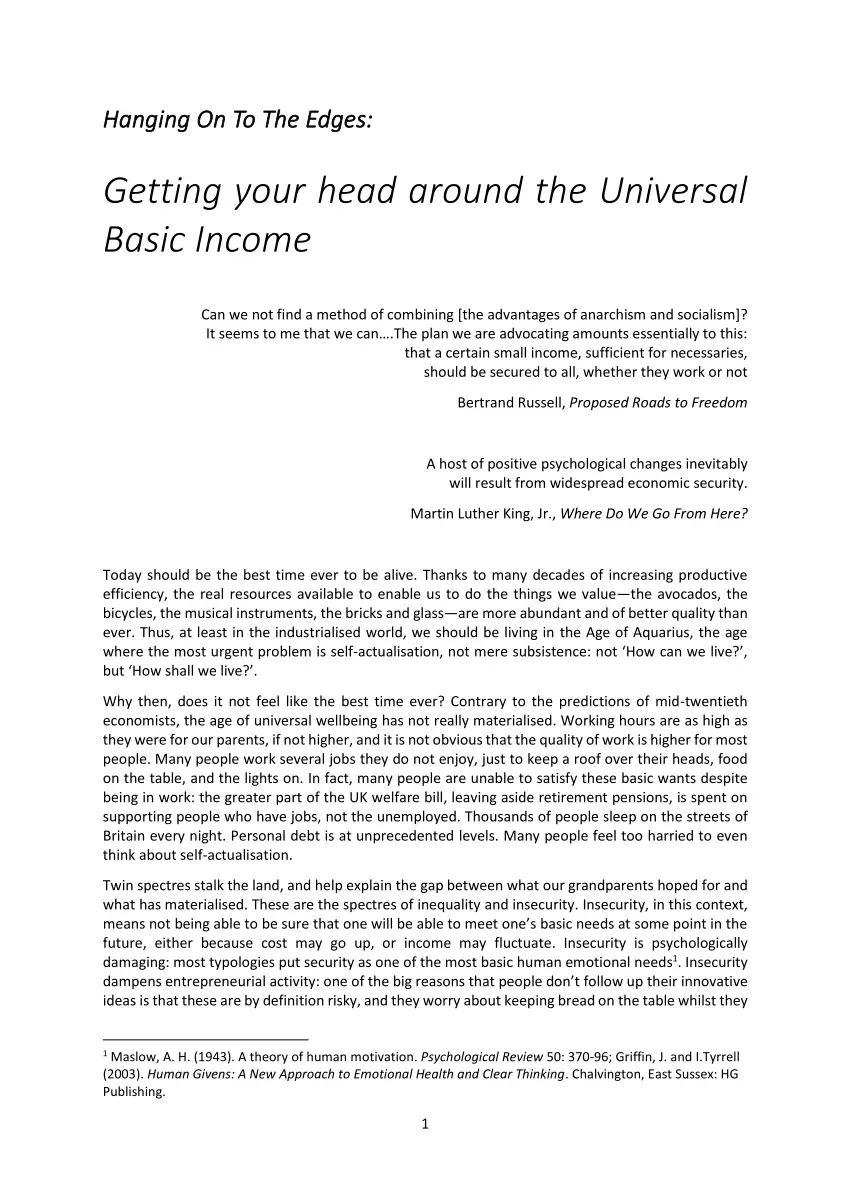 Hanging On To The Edges:
Getting your head around the Universal
Basic Income
Can we not find a method of combining [the advantages of anarchism and socialism]?
It seems to me that we can….The plan we are advocating amounts essentially to this:
that a certain small income, sufficient for necessaries,
should be secured to all, whether they work or not
Bertrand Russell, Proposed Roads to Freedom
A host of positive psychological changes inevitably
will result from widespread economic security.
Martin Luther King, Jr., Where Do We Go From Here?
Today should be the best time ever to be alive. Thanks to many decades of increasing productive
efficiency, the real resources available to enable us to do the things we value—the avocados, the
bicycles, the musical instruments, the bricks and glass—are more abundant and of better quality than
ever. Thus, at least in the industrialised world, we should be living in the Age of Aquarius, the age
where the most urgent problem is self-actualisation, not mere subsistence: not ‘How can we live?’,
but ‘How shall we live?’.
Why then, does it not feel like the best time ever? Contrary to the predictions of mid-twentieth
economists, the age of universal wellbeing has not really materialised. Working hours are as high as
they were for our parents, if not higher, and it is not obvious that the quality of work is higher for most
people. Many people work several jobs they do not enjoy, just to keep a roof over their heads, food
on the table, and the lights on. In fact, many people are unable to satisfy these basic wants despite
being in work: the greater part of the UK welfare bill, leaving aside retirement pensions, is spent on
supporting people who have jobs, not the unemployed. Thousands of people sleep on the streets of
Britain every night. Personal debt is at unprecedented levels. Many people feel too harried to even
think about self-actualisation.
Twin spectres stalk the land, and help explain the gap between what our grandparents hoped for and
what has materialised. These are the spectres of inequality and insecurity. Insecurity, in this context,
means not being able to be sure that one will be able to meet one’s basic needs at some point in the
future, either because cost may go up, or income may fluctuate. Insecurity is psychologically
damaging: most typologies put security as one of the most basic human emotional needs¹. Insecurity
dampens entrepreneurial activity: one of the big reasons that people don’t follow up their innovative
ideas is that these are by definition risky, and they worry about keeping bread on the table whilst they
¹ Maslow, A. H. (1943). A theory of human motivation. Psychological Review 50: 370-96; Griffin, J. and I.Tyrrell
(2003). Human Givens: A New Approach to Emotional Health and Clear Thinking. Chalvington, East Sussex: HG
Publishing.
1